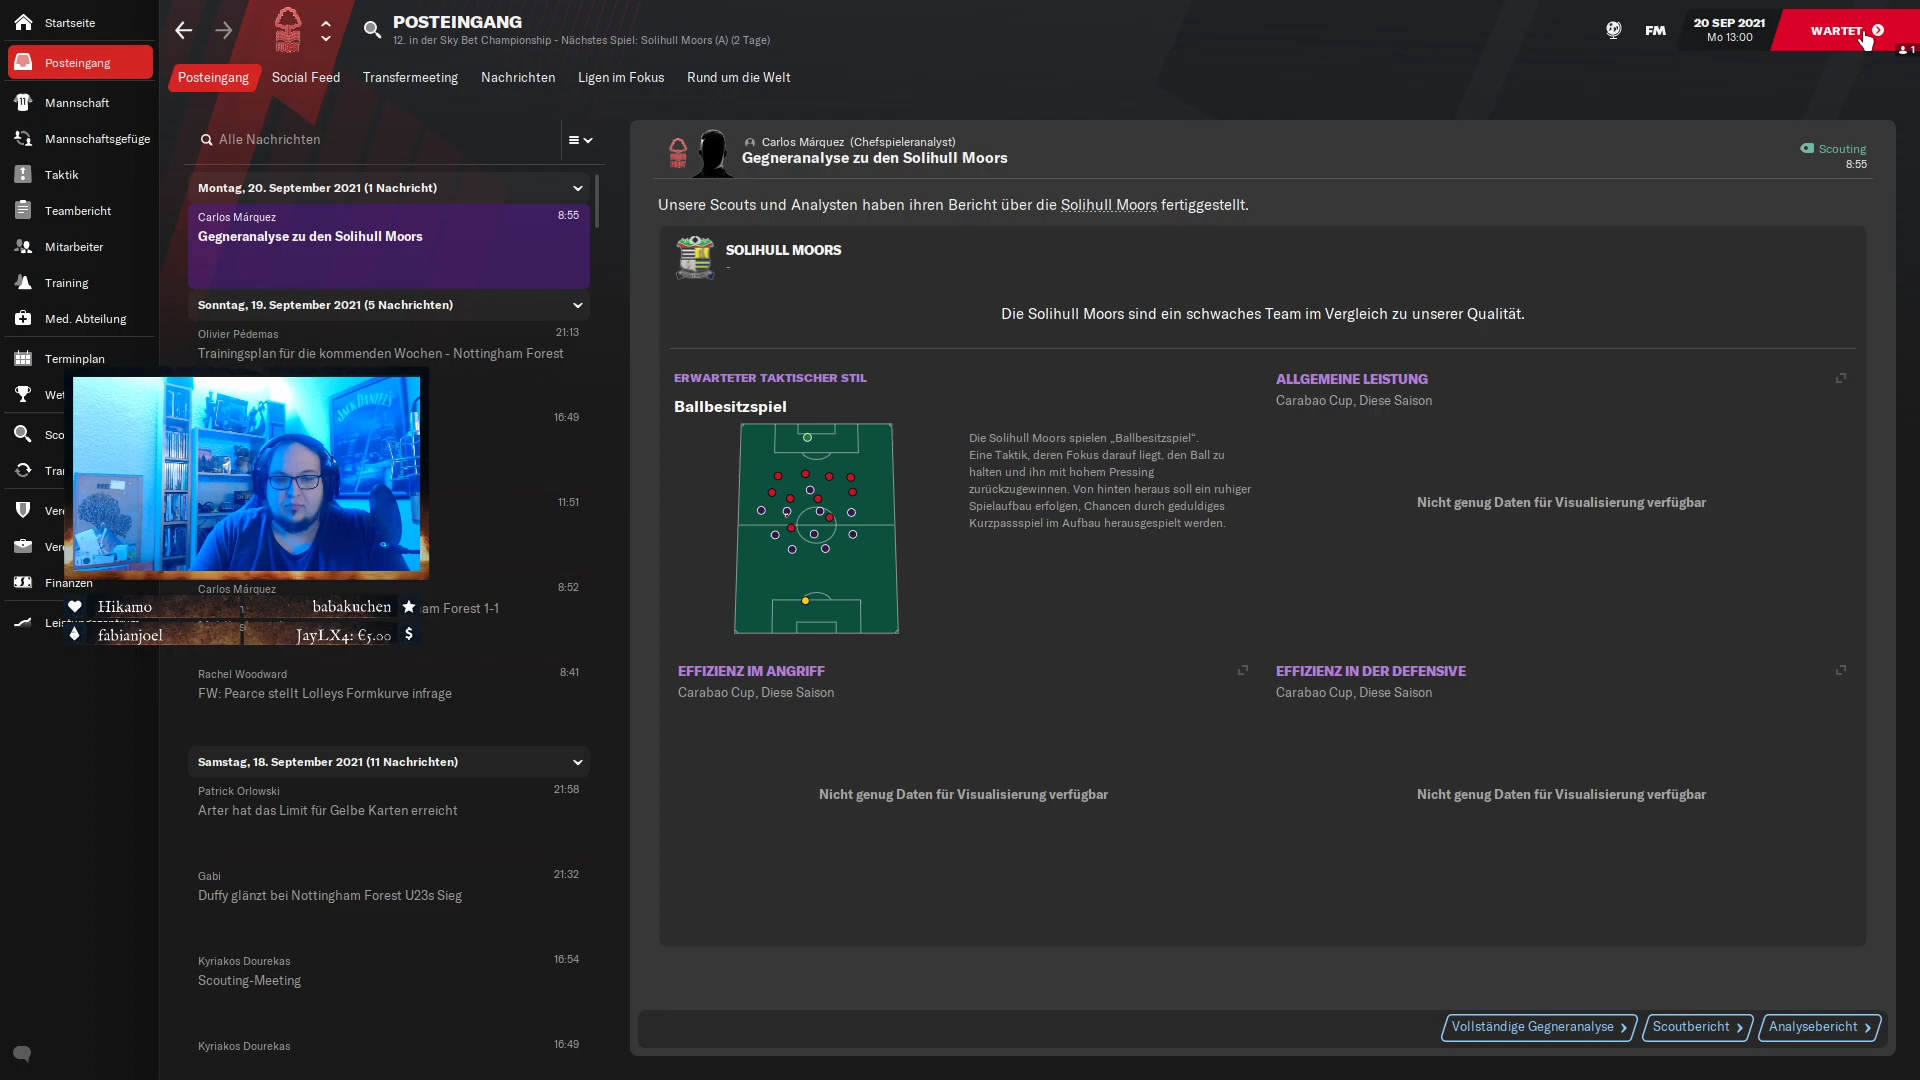 Startseite
Posteingang
Mannschaft
Mannschaftsgefüge
Taktik
Teambericht
Mitarbeiter
Training
Med. Abteilung
Terminplan
Finanzen
POSTEINGANG
12. in der Sky Bet Championship - Nächstes Spiel: Solihull Moors (A) (2 Tage)
FM
20 SEP 2021
Mo 13:00
WARTET
1
Posteingang
Social Feed
Transfermeeting
Nachrichten
Ligen im Fokus
Rund um die Welt
Alle Nachrichten
Montag, 20. September 2021 (1 Nachricht)
Carlos Márquez
8:55
Gegneranalyse zu den Solihull Moors
Sonntag, 19. September 2021 (5 Nachrichten)
Olivier Pédemas
21:13
Trainingsplan für die kommenden Wochen - Nottingham Forest
16:49
11:51
JACK DANIEL'S
Carlos Márquez
8:52
am Forest 1-1
Hikamo
babakuchen
fabianjoel
JayLX4: €5.00
Rachel Woodward
8:41
FW: Pearce stellt Lolleys Formkurve infrage
Samstag, 18. September 2021 (11 Nachrichten)
Patrick Orlowski
21:58
Arter hat das Limit für Gelbe Karten erreicht
Gabi
21:32
Duffy glänzt bei Nottingham Forest U23s Sieg
Kyriakos Dourekas
16:54
Scouting-Meeting
Kyriakos Dourekas
16:49
Carlos Márquez (Chefspieleranalyst)
Gegneranalyse zu den Solihull Moors
Scouting
8:55
Unsere Scouts und Analysten haben ihren Bericht über die Solihull Moors fertiggestellt.
SOLIHULL MOORS
-
Die Solihull Moors sind ein schwaches Team im Vergleich zu unserer Qualität.
ERWARTETER TAKTISCHER STIL
Ballbesitzspiel
Die Solihull Moors spielen „Ballbesitzspiel“.
Eine Taktik, deren Fokus darauf liegt, den Ball zu
halten und ihn mit hohem Pressing
zurückzugewinnen. Von hinten heraus soll ein ruhiger
Spielaufbau erfolgen, Chancen durch geduldiges
Kurzpassspiel im Aufbau herausgespielt werden.
ALLGEMEINE LEISTUNG
Carabao Cup, Diese Saison
Nicht genug Daten für Visualisierung verfügbar
EFFIZIENZ IM ANGRIFF
Carabao Cup, Diese Saison
Nicht genug Daten für Visualisierung verfügbar
EFFIZIENZ IN DER DEFENSIVE
Carabao Cup, Diese Saison
Nicht genug Daten für Visualisierung verfügbar
Vollständige Gegneranalyse
Scoutbericht
Analysebericht